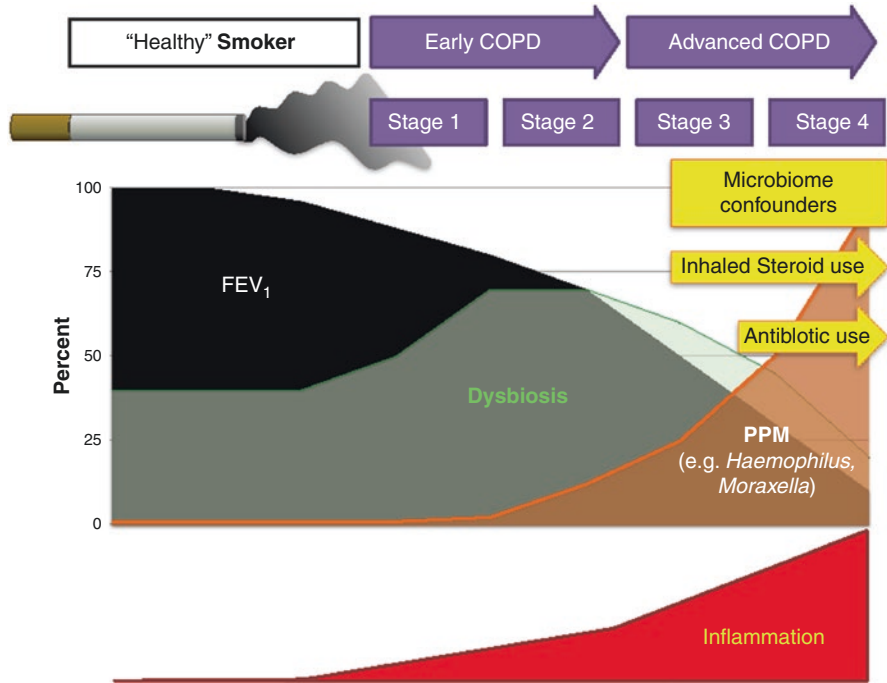 “Healthy” Smoker
Early COPD
Advanced COPD
Stage 1
Stage 2
Stage 3
Stage 4
Microbiome
confounders
Inhaled Steroid use
Antiblotic use
100
75
50
25
0
Percent
FEV₁
Dysbiosis
PPM
(e.g. Haemophilus,
Moraxella)
Inflammation